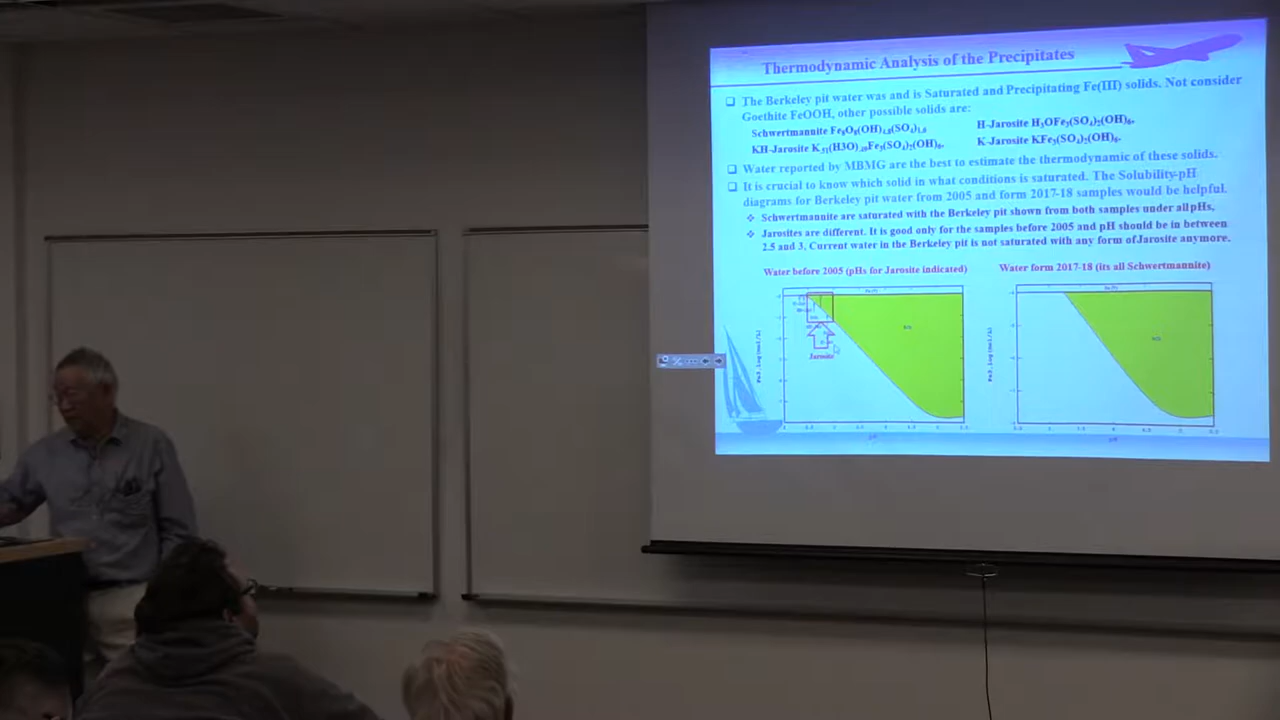 Thermodynamic Analysis of the Precipitates
The Berkeley pit water was and is Saturated and Precipitating Fe(III) solids. Not consider
Goethite FeOOH, other possible solids are:
Schwertmannite Fe₈O₈(OH)₄.₈(SO₄)₁.₆
H-Jarosite H₃OFe₃(SO₄)₂(OH)₆,
KH-Jarosite K.₅₁(H3O).₄₉Fe₃(SO₄)₂(OH)₆,
K-Jarosite KFe₃(SO₄)₂(OH)₆.
Water reported by MBMG are the best to estimate the thermodynamic of these solids.
It is crucial to know which solid in what conditions is saturated. The Solubility-pH
diagrams for Berkeley pit water from 2005 and form 2017-18 samples would be helpful.
Schwertmannite are saturated with the Berkeley pit shown from both samples under all pHs,
Jarosites are different. It is good only for the samples before 2005 and pH should be in between
2.5 and 3, Current water in the Berkeley pit is not saturated with any form of Jarosite anymore.
Water before 2005 (pHs for Jarosite indicated)
Water form 2017-18 (its all Schwertmannite)
Jarosite
pH
pH